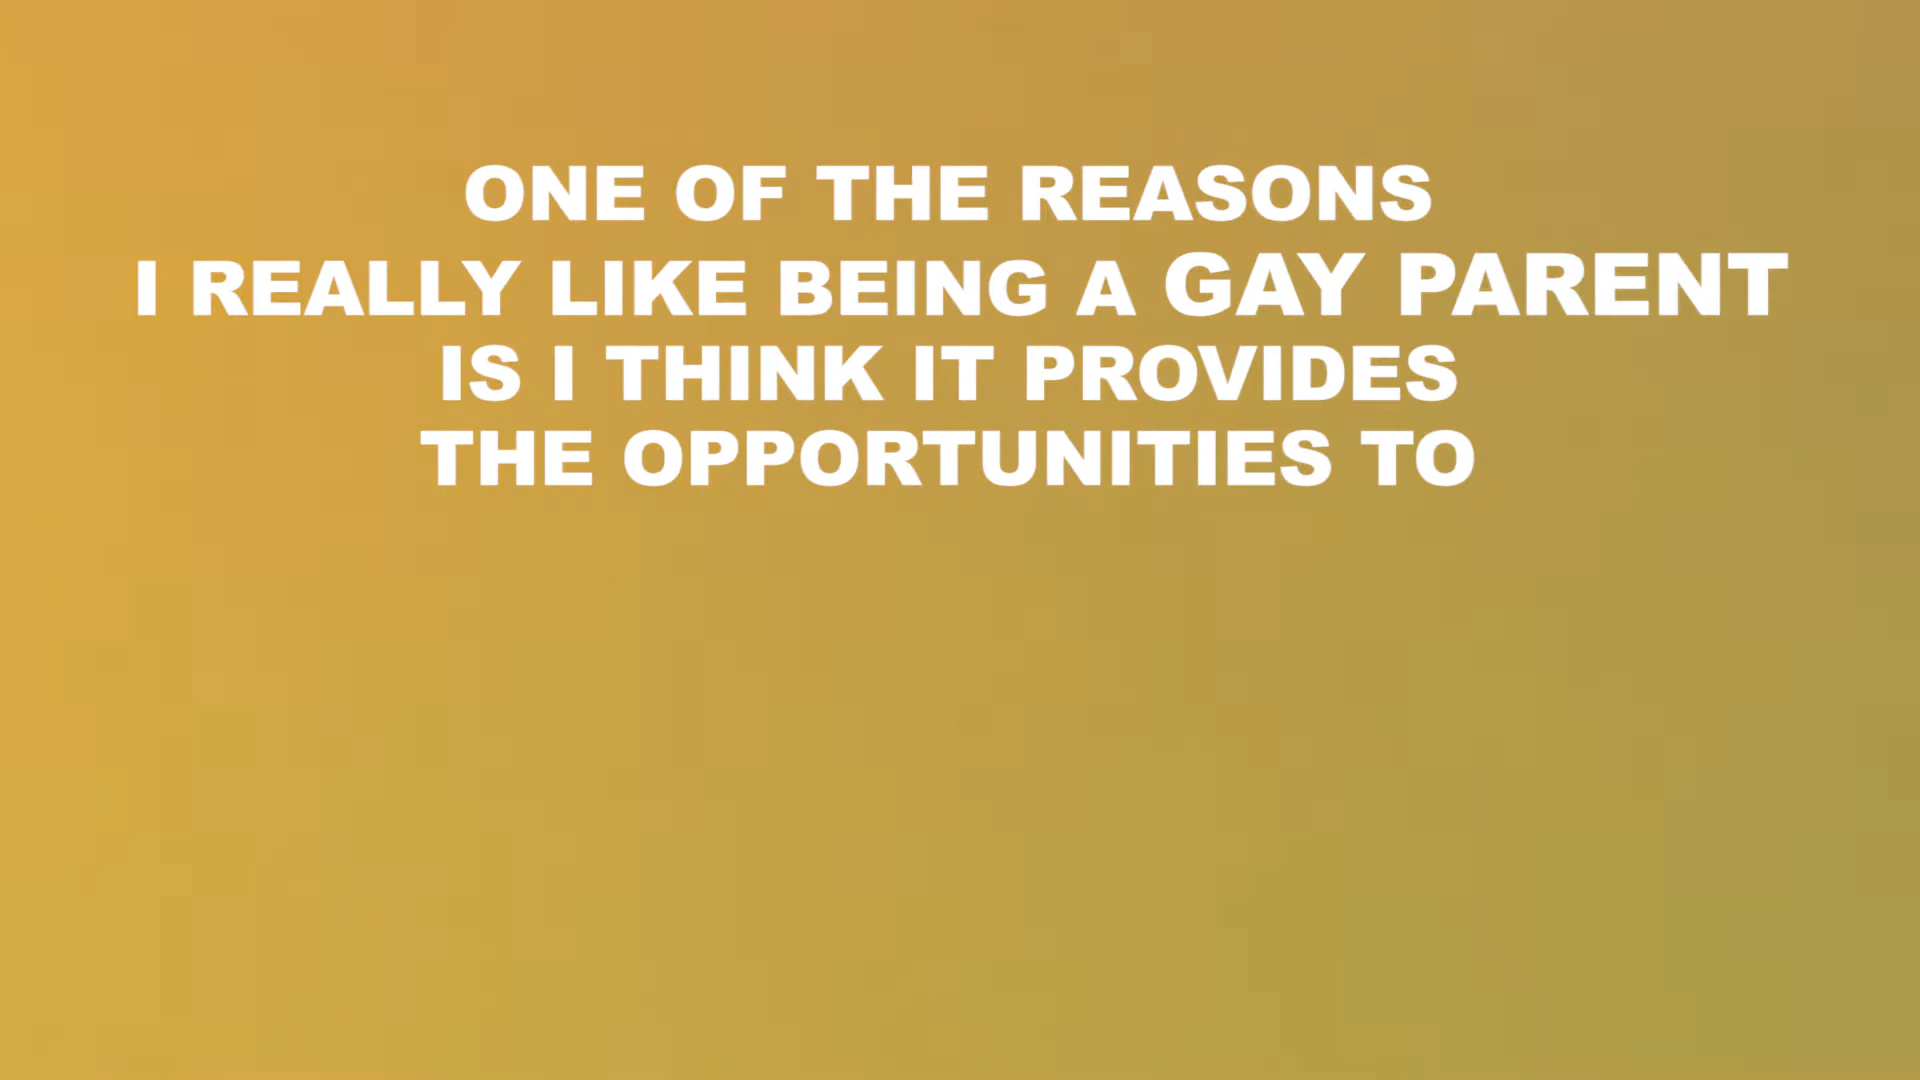 ONE OF THE REASONS
I REALLY LIKE BEING A GAY PARENT
IS I THINK IT PROVIDES
THE OPPORTUNITIES TO